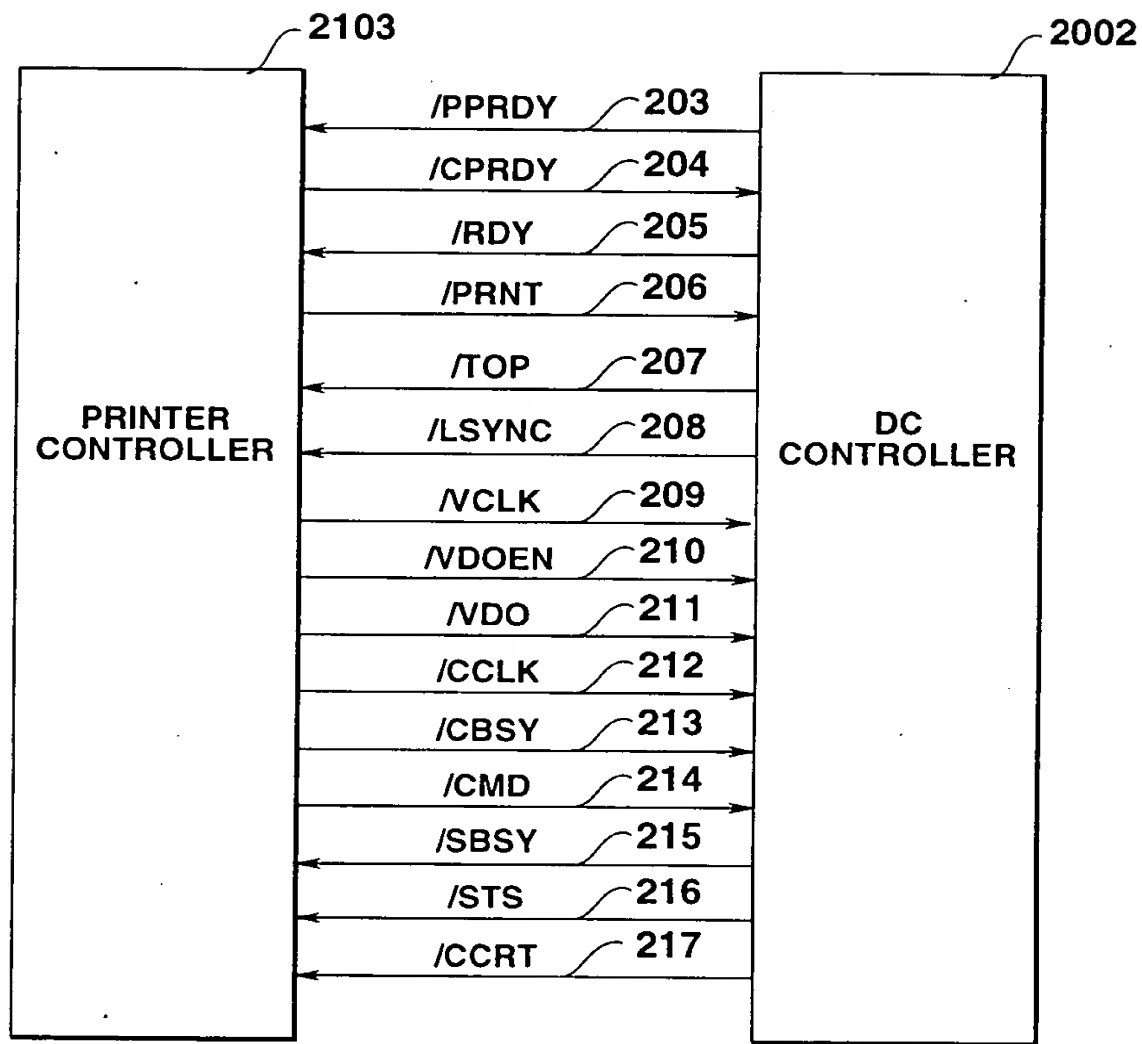 2103
2002
/PPRDY 203
/CPRDY 204
/RDY 205
/PRNT 206
/TOP 207
/LSYNC 208
/VCLK 209
/VDOEN 210
/VDO 211
/CCLK 212
/CBSY 213
/CMD 214
/SBSY 215
/STS 216
/CCRT 217
PRINTER
CONTROLLER
DC
CONTROLLER